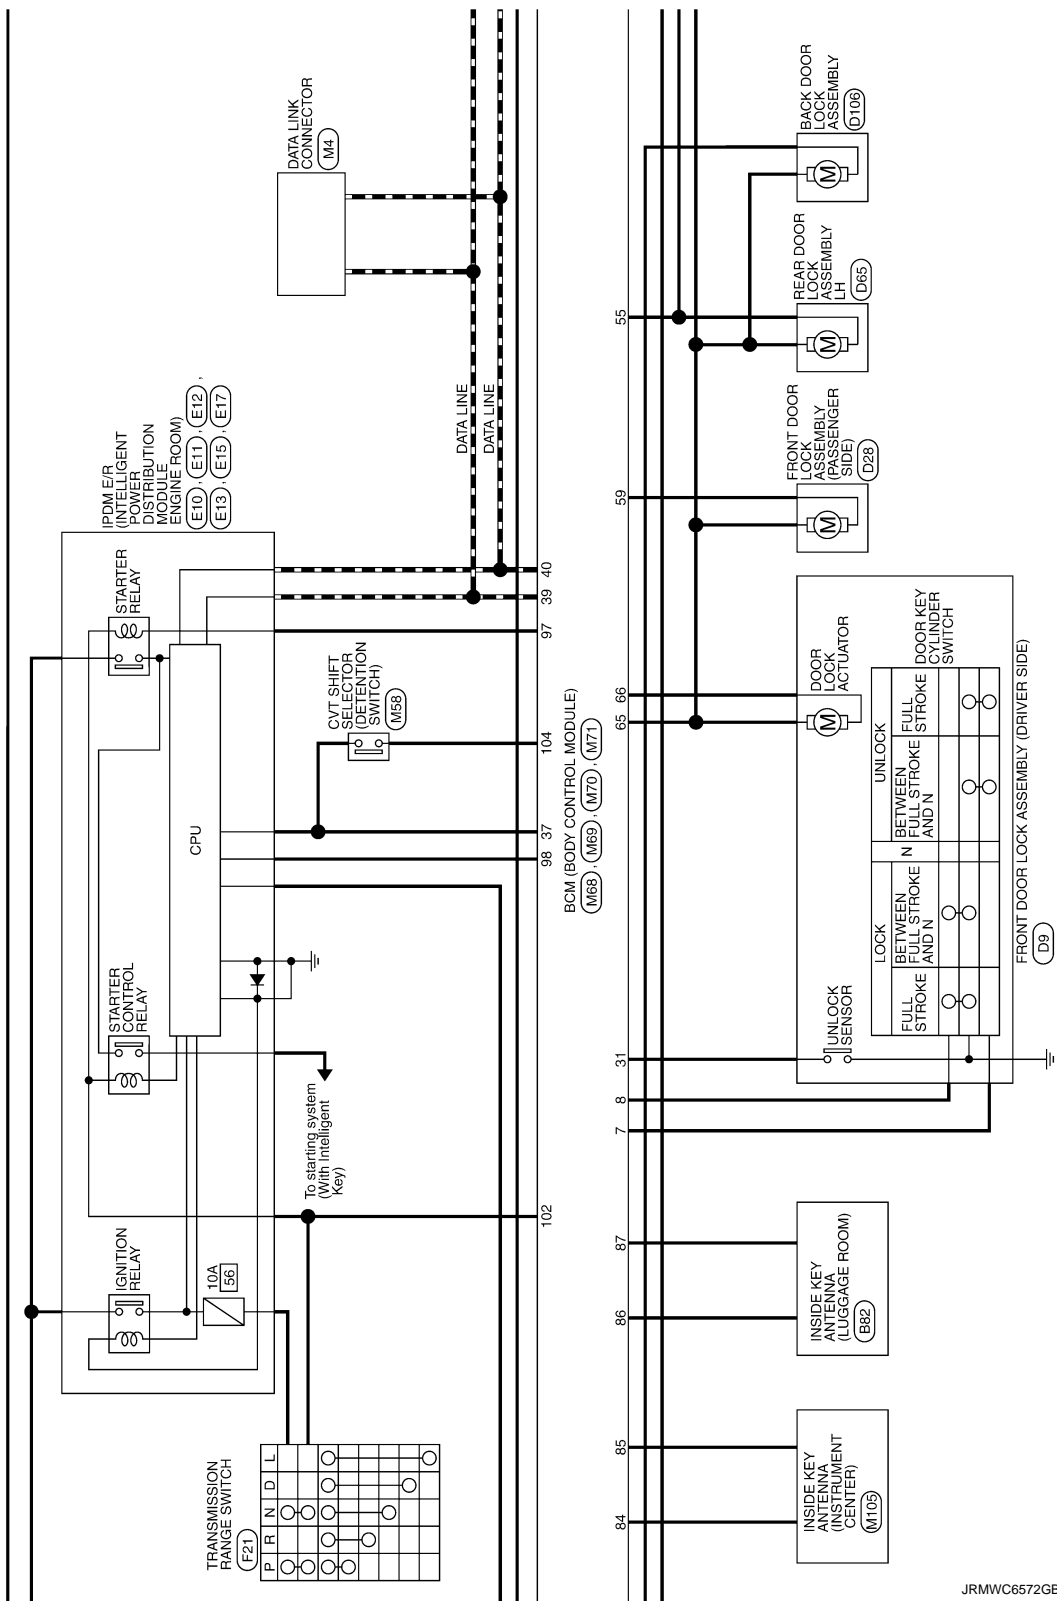 DATA LINK
CONNECTOR
M4
IPDM E/R
(INTELLIGENT
POWER
DISTRIBUTION
MODULE
ENGINE ROOM)
E10 , E11 , E12 ,
E13 , E15 , E17
STARTER
RELAY
CPU
STARTER
CONTROL
RELAY
IGNITION
RELAY
10A
56
DATA LINE
DATA LINE
CVT SHIFT
SELECTOR
(DETENTION
SWITCH)
M58
To starting system
(With Intelligent
Key)
TRANSMISSION
RANGE SWITCH
F21
P R N D L
102
98
37
104
97
39
40
BCM (BODY CONTROL MODULE)
M68 , M69 , M70 , M71
84
85
86
87
7
8
31
65
66
59
55
INSIDE KEY
ANTENNA
(INSTRUMENT
CENTER)
M105
INSIDE KEY
ANTENNA
(LUGGAGE ROOM)
B82
UNLOCK
SENSOR
DOOR
LOCK
ACTUATOR
LOCK
N
UNLOCK
FULL
STROKE
BETWEEN
FULL STROKE
AND N
BETWEEN
FULL STROKE
AND N
FULL
STROKE
DOOR KEY
CYLINDER
SWITCH
FRONT DOOR LOCK ASSEMBLY (DRIVER SIDE)
D9
FRONT DOOR
LOCK
ASSEMBLY
(PASSENGER
SIDE)
D28
M
REAR DOOR
LOCK
ASSEMBLY
LH
D65
M
BACK DOOR
LOCK
ASSEMBLY
D106
M
M
JRMWC6572GB